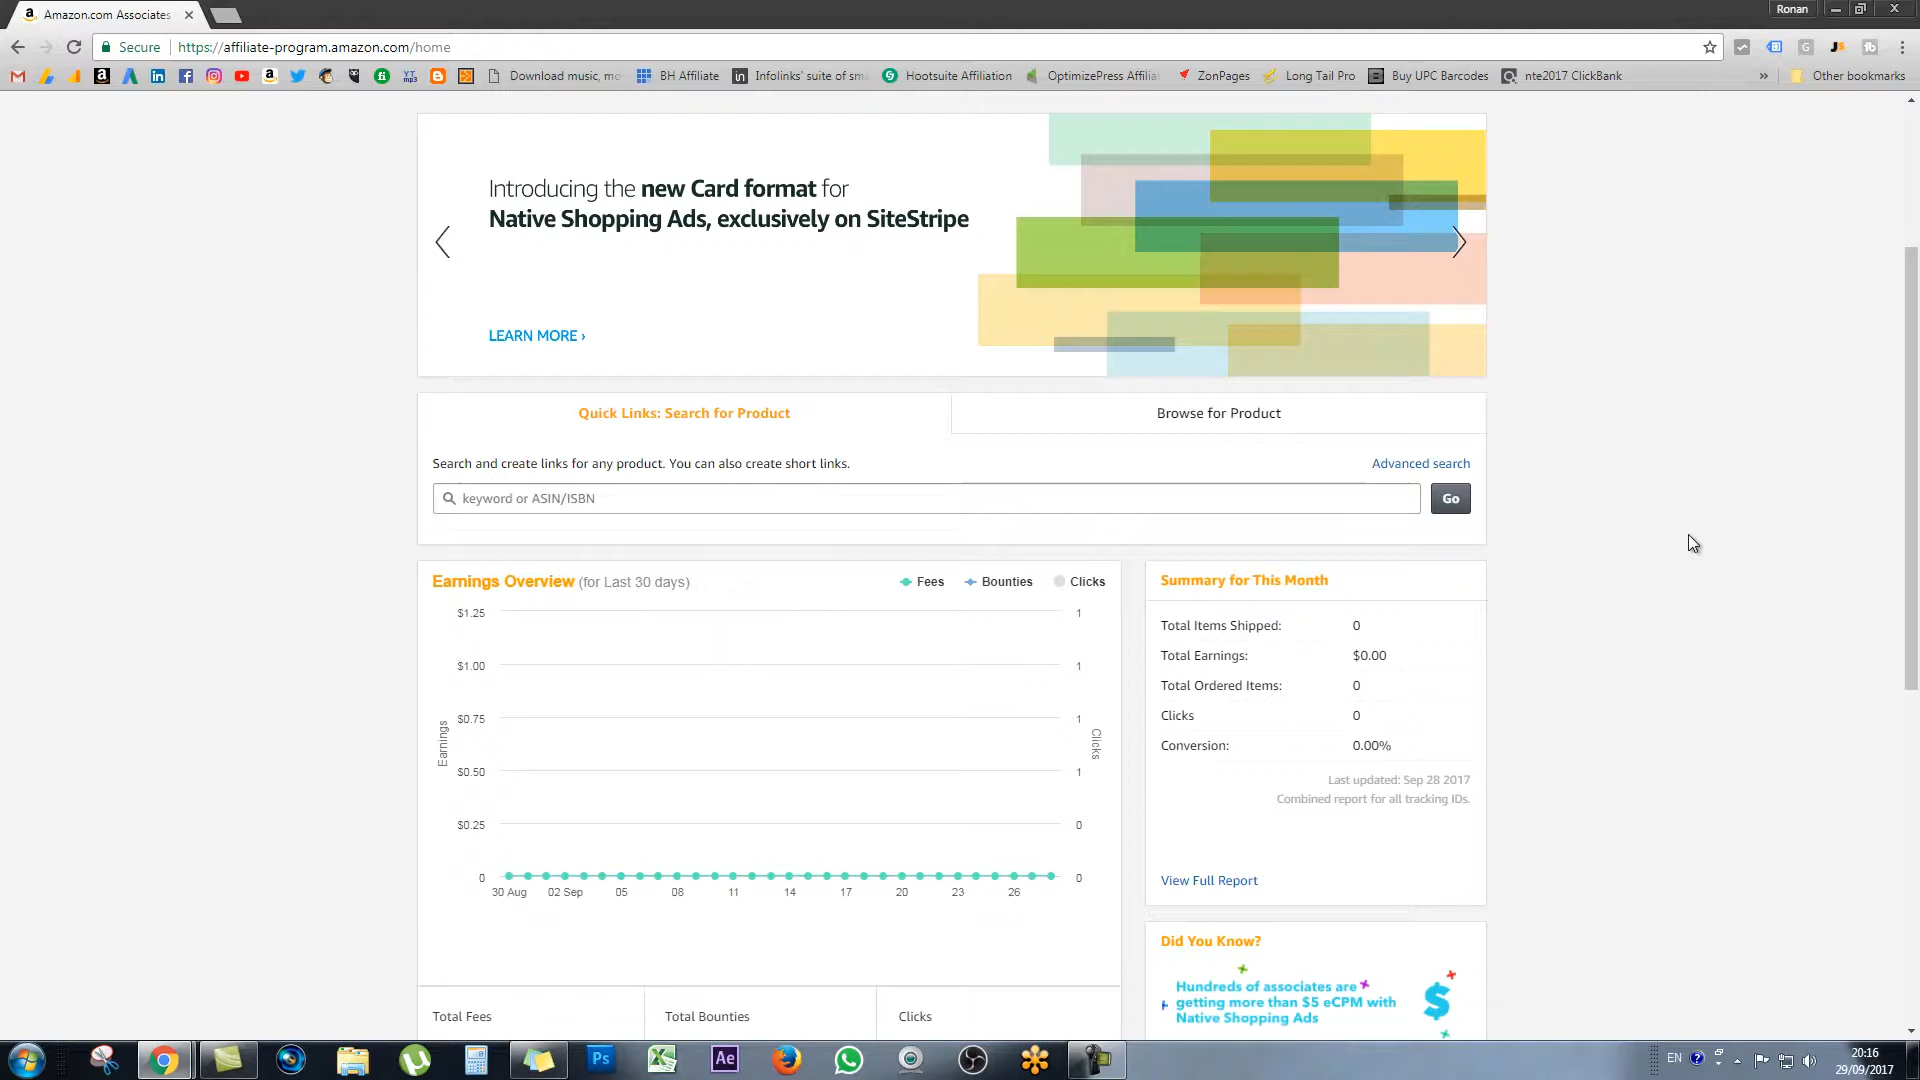 Amazon.com Associates
Ronan
Secure
https://affiliate-program.amazon.com/home
Download music, mo
BH Affiliate
Infolinks' suite of sm
Hootsuite Affiliation
OptimizePress Affilia
ZonPages
Long Tail Pro
Buy UPC Barcodes
nte2017 ClickBank
Other bookmarks
Introducing the new Card format for
Native Shopping Ads, exclusively on SiteStripe
LEARN MORE ›
Quick Links: Search for Product
Browse for Product
Search and create links for any product. You can also create short links.
Advanced search
keyword or ASIN/ISBN
Go
Earnings Overview (for Last 30 days)
Fees
Bounties
Clicks
$1.25
$1.00
$0.75
$0.50
$0.25
0
1
1
1
1
0
0
Earnings
Clicks
30 Aug
02 Sep
05
08
11
14
17
20
23
26
Total Fees
Total Bounties
Clicks
Summary for This Month
Total Items Shipped: 0
Total Earnings: $0.00
Total Ordered Items: 0
Clicks 0
Conversion: 0.00%
Last updated: Sep 28 2017
Combined report for all tracking IDs.
View Full Report
Did You Know?
Hundreds of associates are
getting more than $5 eCPM with
Native Shopping Ads
$
Ps
Ae
EN
20:16
29/09/2017